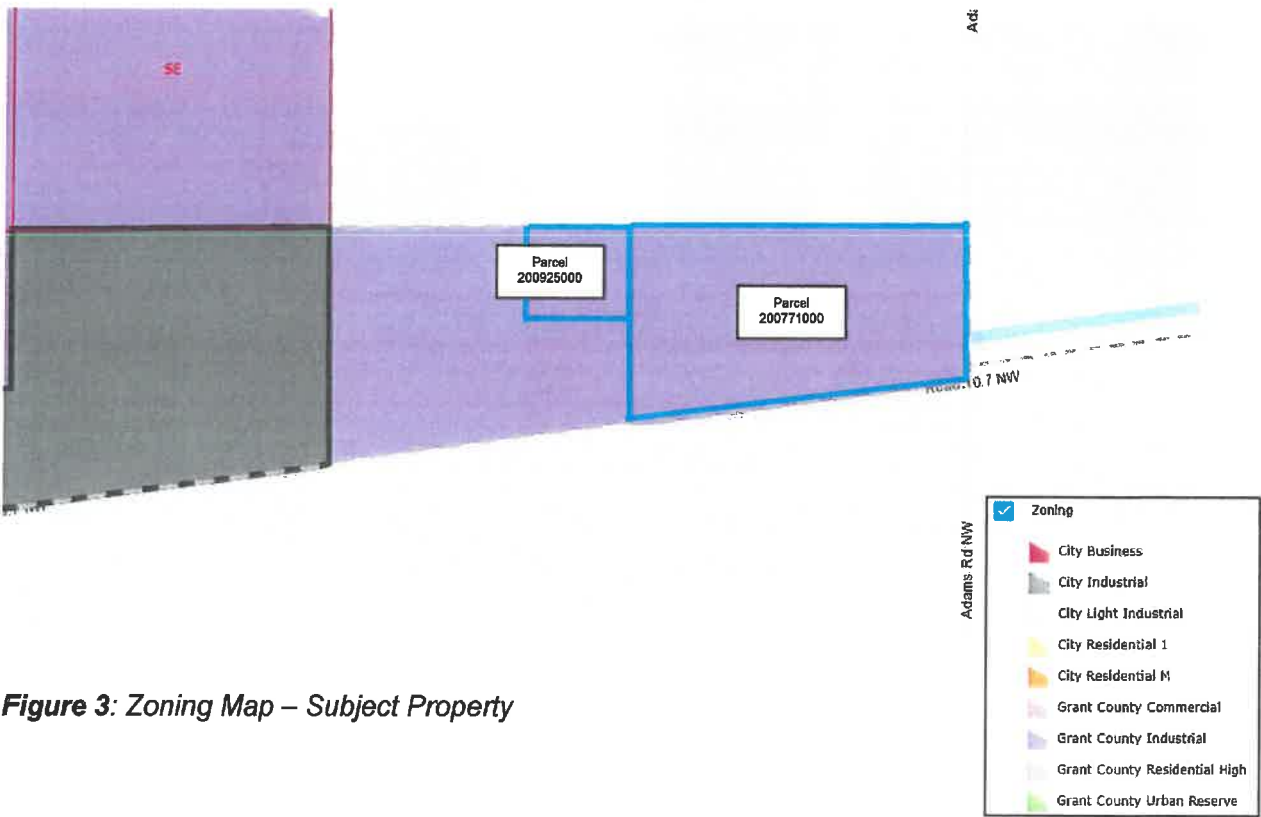 Ad
SE
Parcel
200925000
Parcel
200771000
Road 10.7 NW
Adams Rd NW
Zoning
City Business
City Industrial
City Light Industrial
City Residential 1
City Residential M
Grant County Commercial
Grant County Industrial
Grant County Residential High
Grant County Urban Reserve
Figure 3: Zoning Map – Subject Property